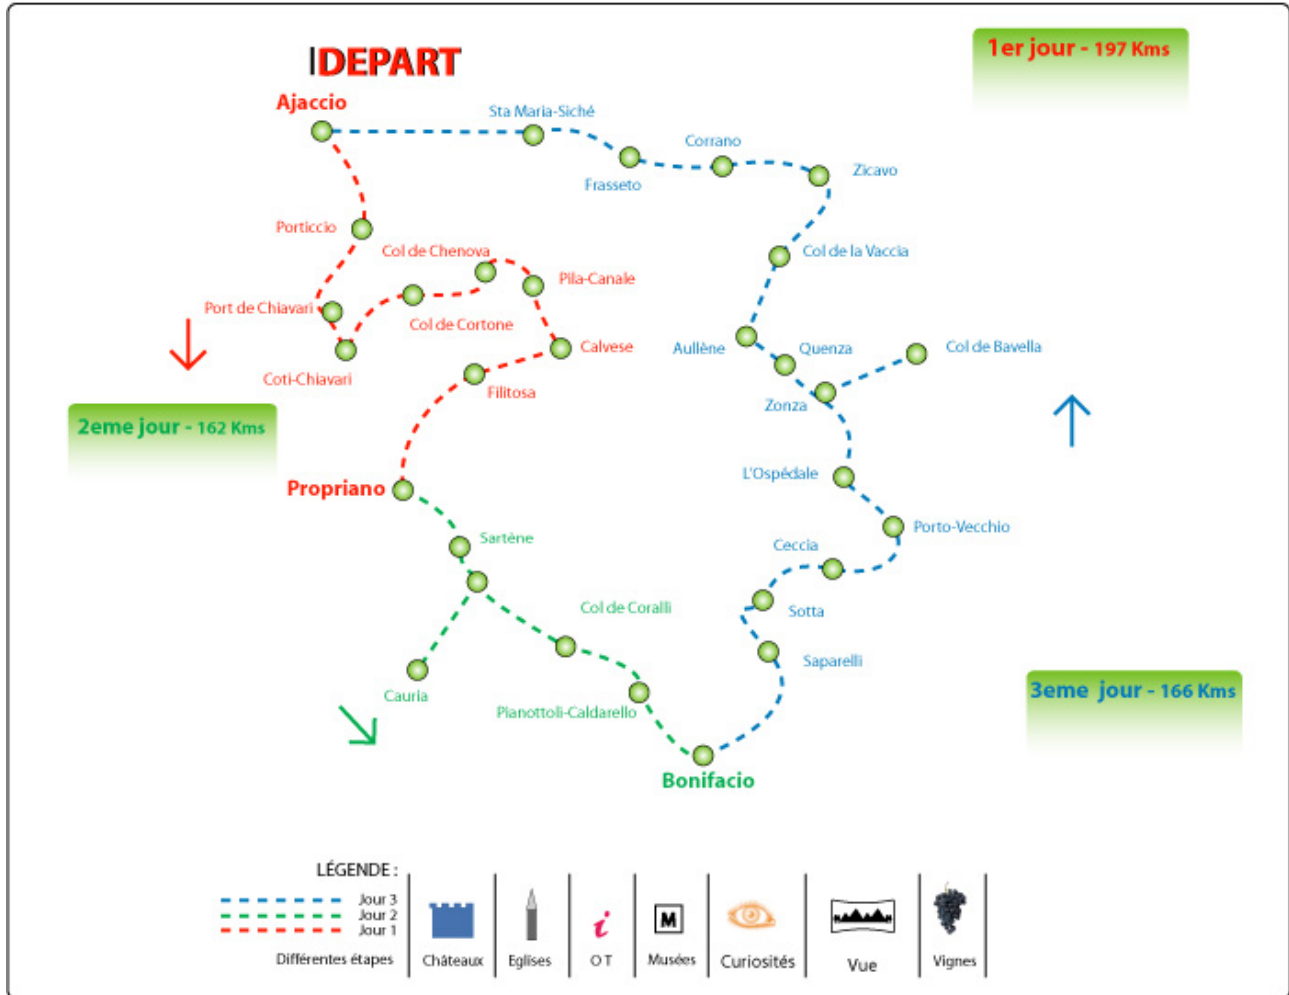 DEPART
1er jour - 197 Kms
Ajaccio
Sta Maria-Siché
Corrano
Zicavo
Frasseto
Porticcio
Col de Chenova
Col de la Vaccia
Pila-Canale
Port de Chiavari
Col de Cortone
Calvese
Aullène
Quenza
Col de Bavella
Coti-Chiavari
Filitosa
Zonza
2eme jour - 162 Kms
L'Ospédale
Propriano
Porto-Vecchio
Sartène
Ceccia
Col de Coralli
Sotta
Saparelli
Cauria
3eme jour - 166 Kms
Pianottoli-Caldarello
Bonifacio
LÉGENDE :
Jour 3
Jour 2
Jour 1
M
Différentes étapes
Châteaux
Eglises
O T
Musées
Curiosités
Vue
Vignes